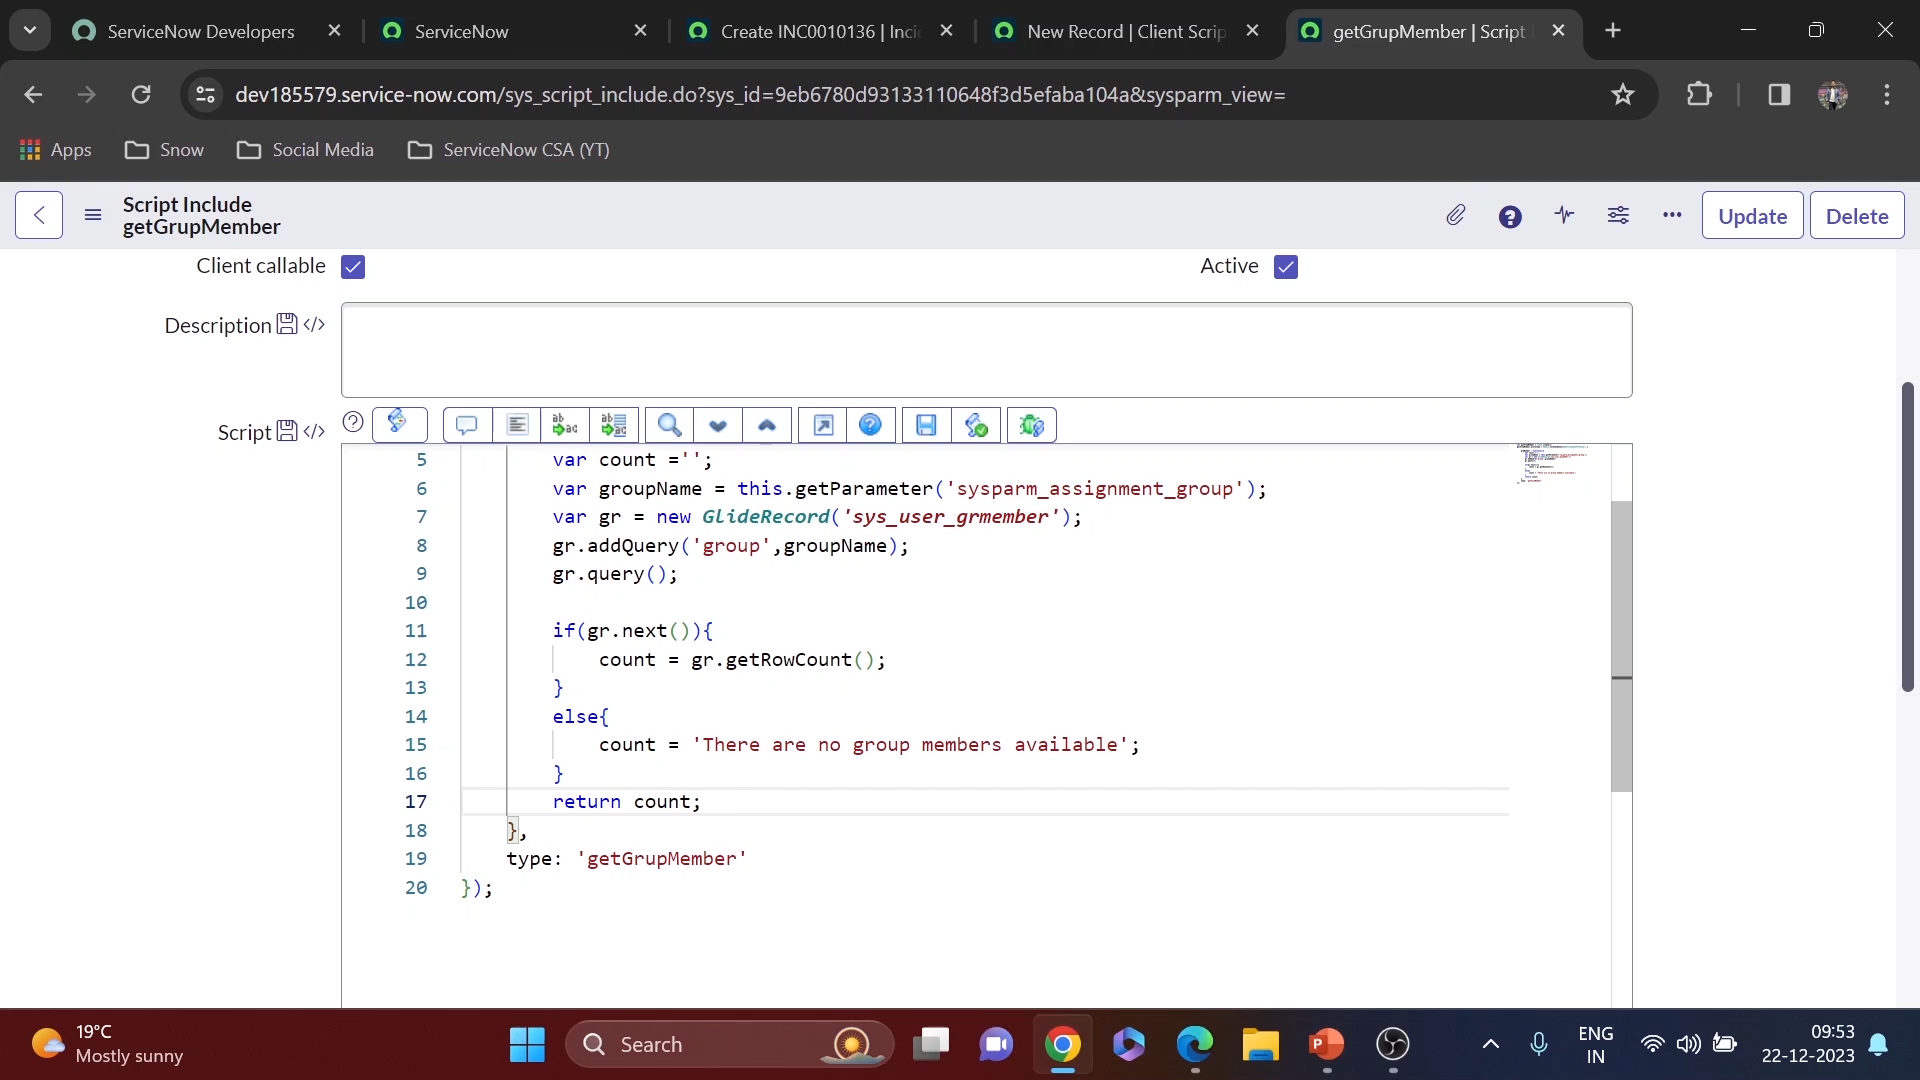 ServiceNow Developers
ServiceNow
Create INC0010136 | Inci
New Record | Client Scrip
getGrupMember | Script
dev185579.service-now.com/sys_script_include.do?sys_id=9eb6780d93133110648f3d5efaba104a&sysparm_view=
Apps
Snow
Social Media
ServiceNow CSA (YT)
Script Include
getGrupMember
Update
Delete
Client callable
Active
Description </>
Script </>
5 var count ='';
6 var groupName = this.getParameter('sysparm_assignment_group');
7 var gr = new GlideRecord('sys_user_grmember');
8 gr.addQuery('group',groupName);
9 gr.query();
10
11 if(gr.next()){
12 count = gr.getRowCount();
13 }
14 else{
15 count = 'There are no group members available';
16 }
17 return count;
18 },
19 type: 'getGrupMember'
20 });
19°C
Mostly sunny
Search
ENG
IN
09:53
22-12-2023